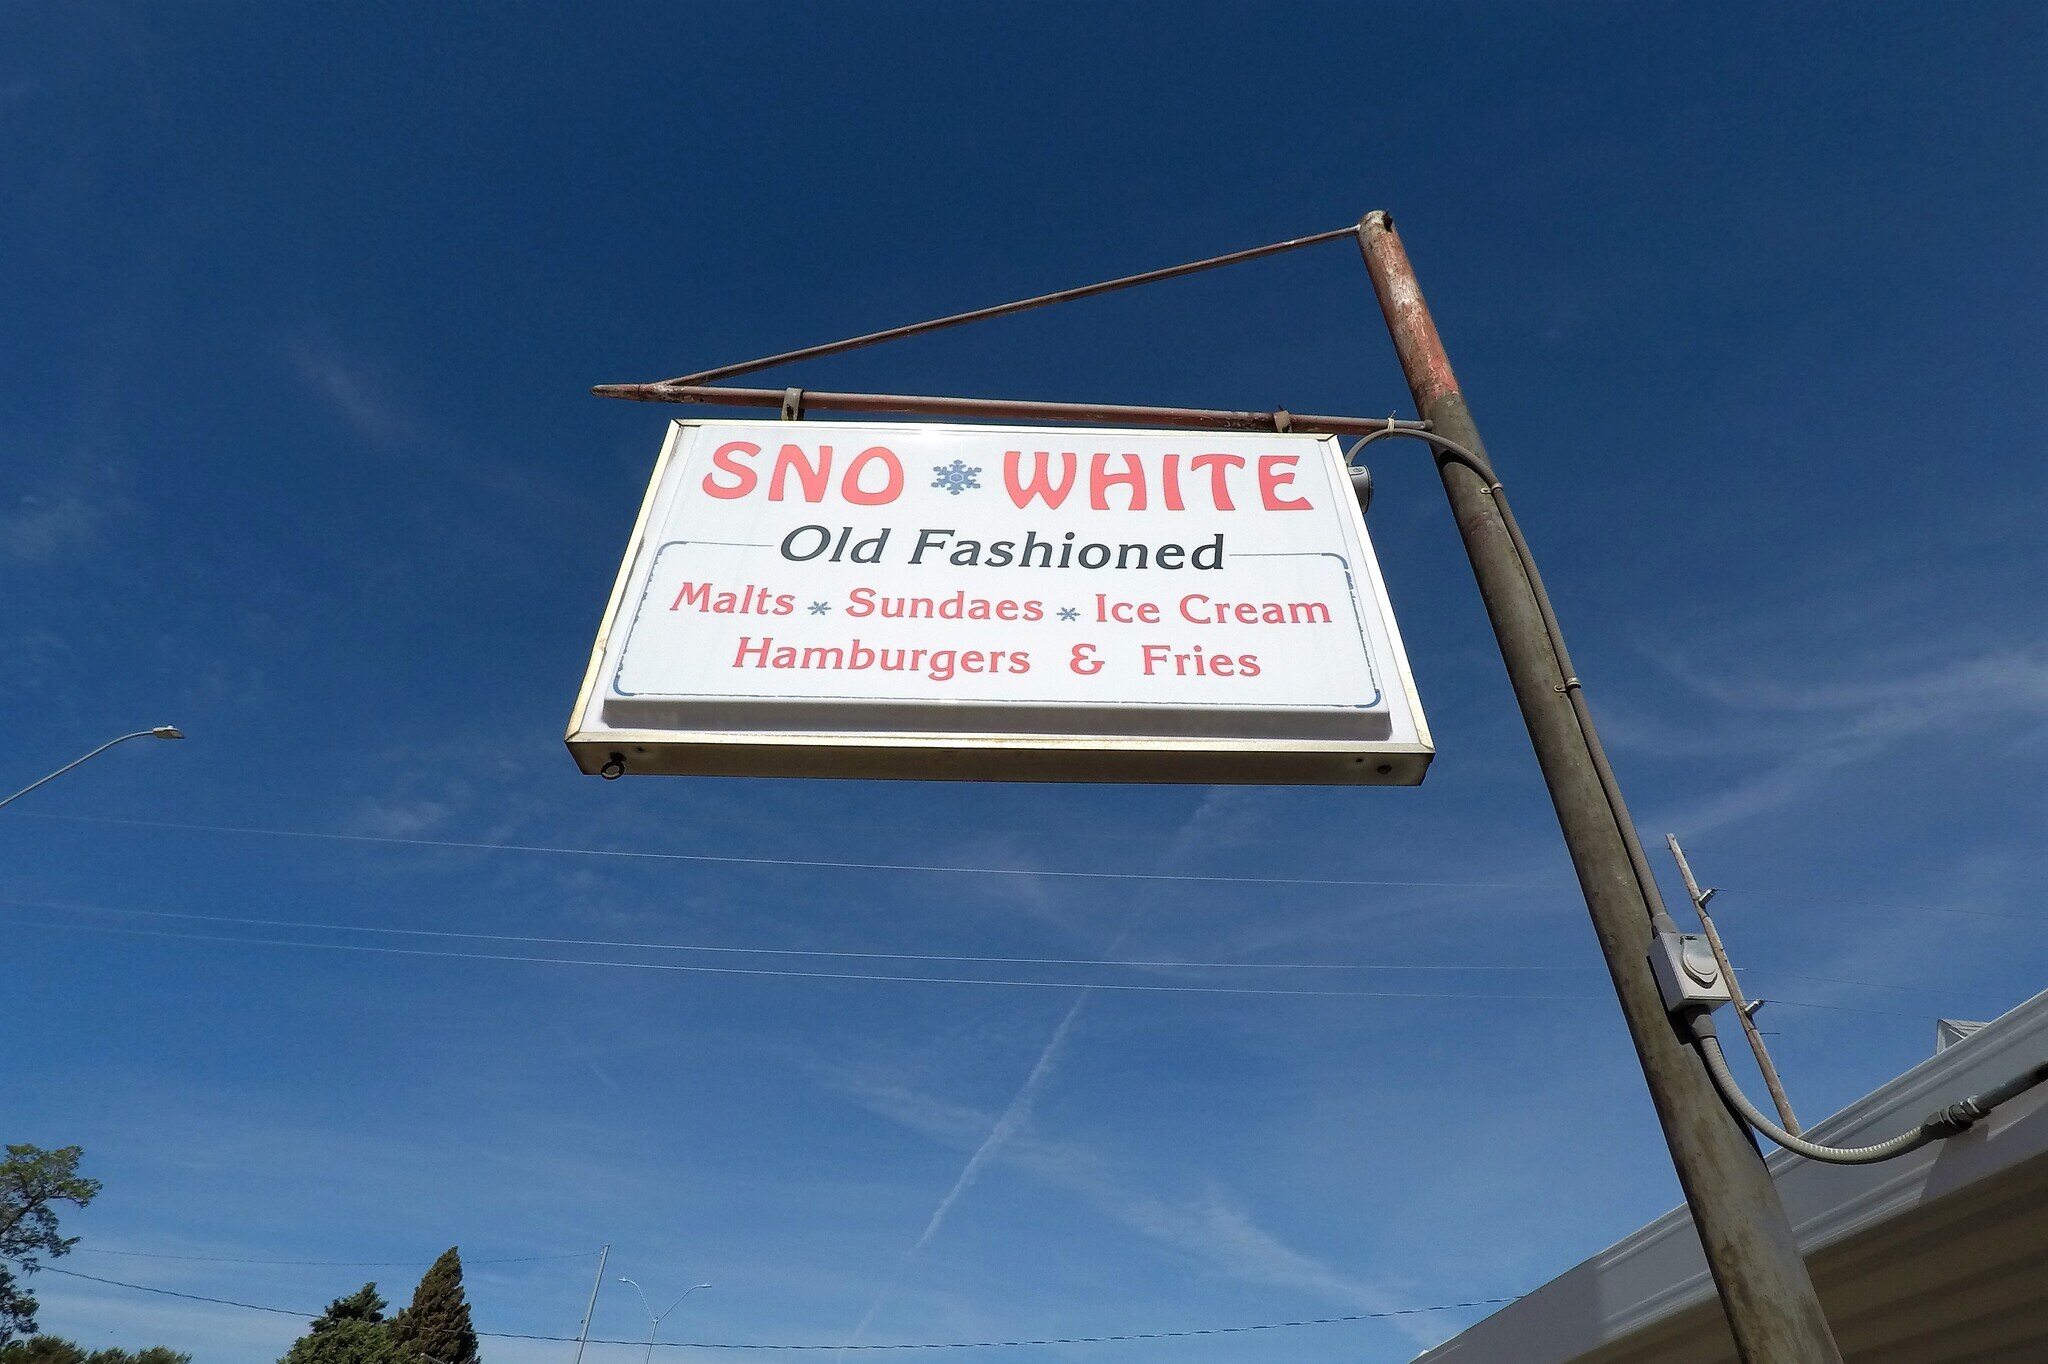 SNO WHITE
Old Fashioned
Malts * Sundaes * Ice Cream
Hamburgers & Fries